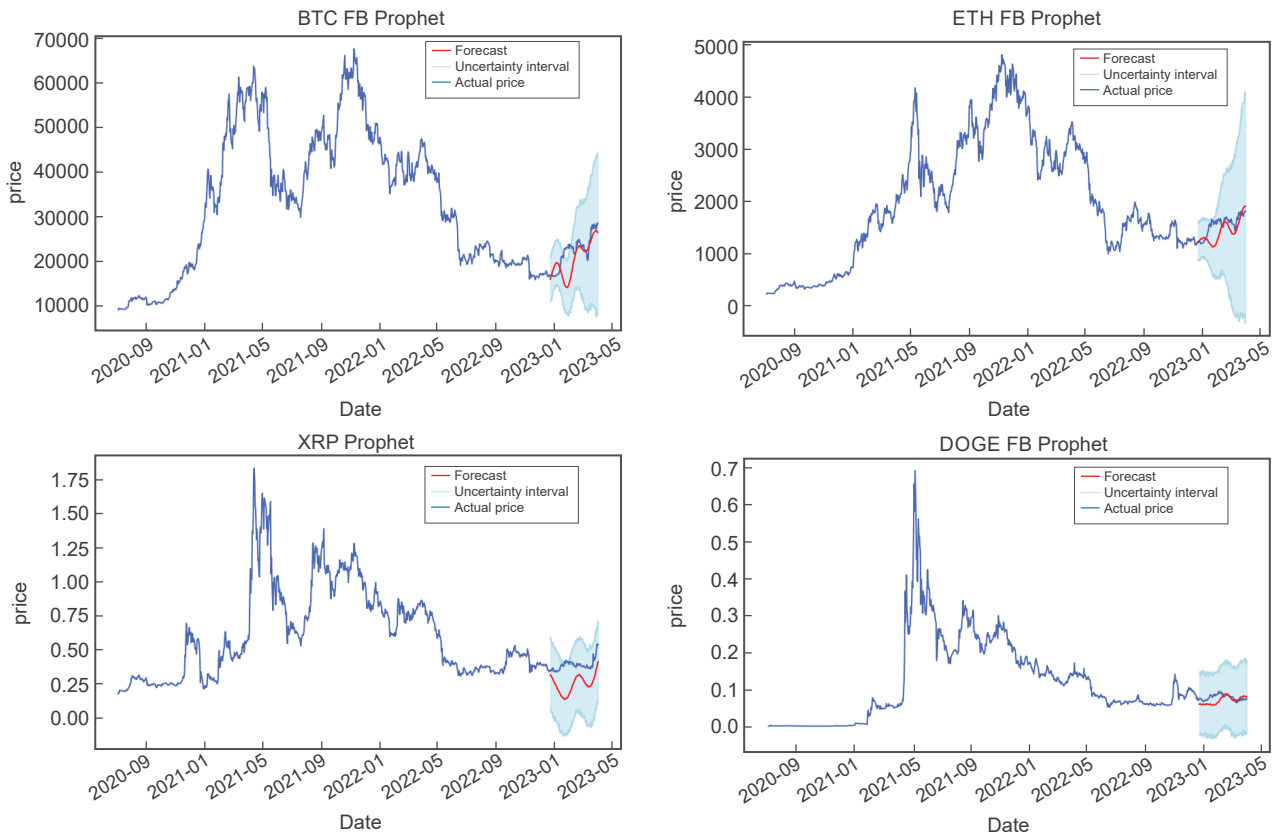 BTC FB Prophet
70000
60000
50000
40000
30000
20000
10000
price
Forecast
Uncertainty interval
Actual price
2020-09
2021-01
2021-05
2021-09
2022-01
2022-05
2022-09
2023-01
2023-05
Date
ETH FB Prophet
5000
4000
3000
2000
1000
0
price
Forecast
Uncertainty interval
Actual price
2020-09
2021-01
2021-05
2021-09
2022-01
2022-05
2022-09
2023-01
2023-05
Date
XRP Prophet
1.75
1.50
1.25
1.00
0.75
0.50
0.25
0.00
price
Forecast
Uncertainty interval
Actual price
2020-09
2021-01
2021-05
2021-09
2022-01
2022-05
2022-09
2023-01
2023-05
Date
DOGE FB Prophet
0.7
0.6
0.5
0.4
0.3
0.2
0.1
0.0
price
Forecast
Uncertainty interval
Actual price
2020-09
2021-01
2021-05
2021-09
2022-01
2022-05
2022-09
2023-01
2023-05
Date